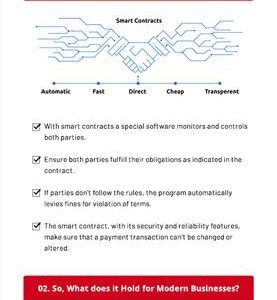 Smart Contracts
Automatic Fast Direct Cheap Transperent
With smart contracts a special software monitors and controls
both parties.
Ensure both parties fulfill their obligations as indicated in the
contract.
If parties don't follow the rules, the program automatically
levies fines for violation of terms.
The smart contract, with its security and reliability features,
make sure that a payment transaction can't be changed or
altered.
02. So, What does it Hold for Modern Businesses?